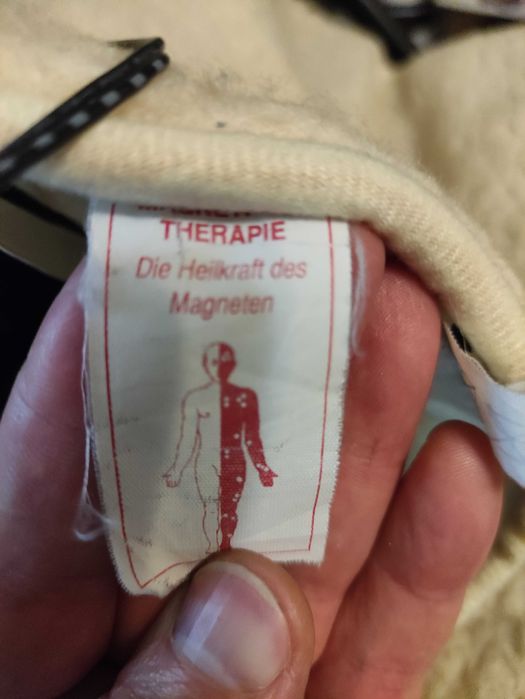 THERAPIE
Die Heilkraft des
Magneten